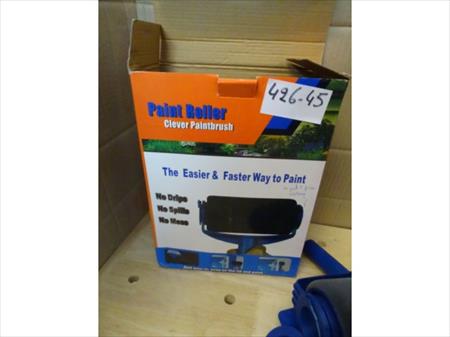 426-45
Paint Roller
Clever Paintbrush
The Easier & Faster Way to Paint
No Drips
No Spills
No Mess